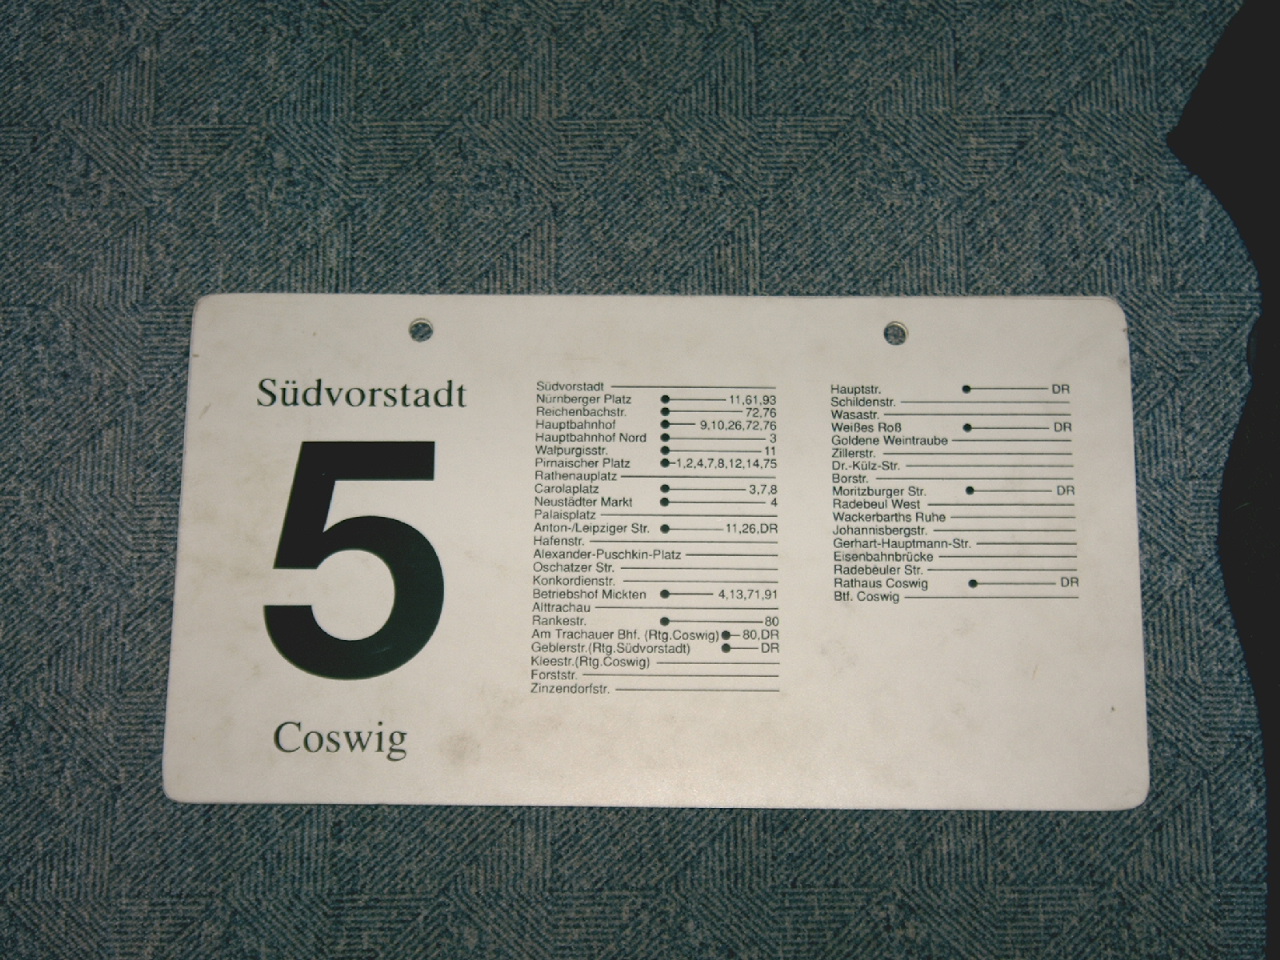 Südvorstadt
5
Coswig
Südvorstadt
Nürnberger Platz 11,61,93
Reichenbachstr. 72,76
Hauptbahnhof 9,10,26,72,76
Hauptbahnhof Nord 3
Walpurgisstr. 11
Pirnaischer Platz 1,2,4,7,8,12,14,75
Rathenauplatz
Carolaplatz 3,7,8
Neustädter Markt 4
Palaisplatz
Anton-/Leipziger Str. 11,26,DR
Hafenstr.
Alexander-Puschkin-Platz
Oschatzer Str.
Konkordienstr.
Betriebshof Mickten 4,13,71,91
Alttrachau
Rankestr. 80
Am Trachauer Bhf. (Rtg.Coswig) 80,DR
Geblerstr.(Rtg.Südvorstadt) DR
Kleestr.(Rtg.Coswig)
Forststr.
Zinzendorfstr.
Hauptstr. DR
Schildenstr.
Wasastr.
Weißes Roß DR
Goldene Weintraube
Zillerstr.
Dr.-Külz-Str.
Borstr.
Moritzburger Str. DR
Radebeul West
Wackerbarths Ruhe
Johannisbergstr.
Gerhart-Hauptmann-Str.
Eisenbahnbrücke
Radebeuler Str.
Rathaus Coswig DR
Btf. Coswig